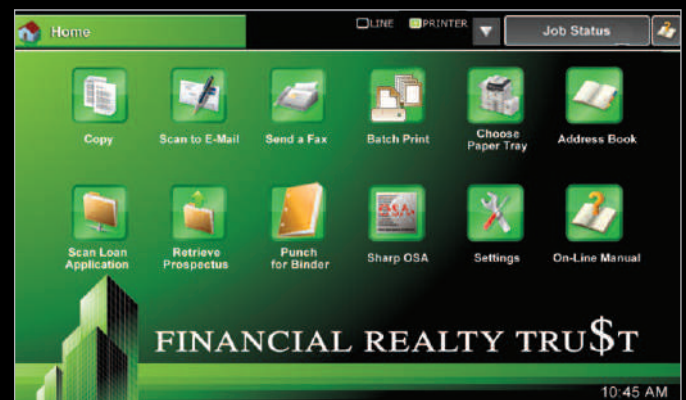 Home
LINE
PRINTER
Job Status
Copy
Scan to E-Mail
Send a Fax
Batch Print
Choose
Paper Tray
Address Book
Scan Loan
Application
Retrieve
Prospectus
Punch
for Binder
Sharp OSA
Settings
On-Line Manual
FINANCIAL REALTY TRU$T
10:45 AM